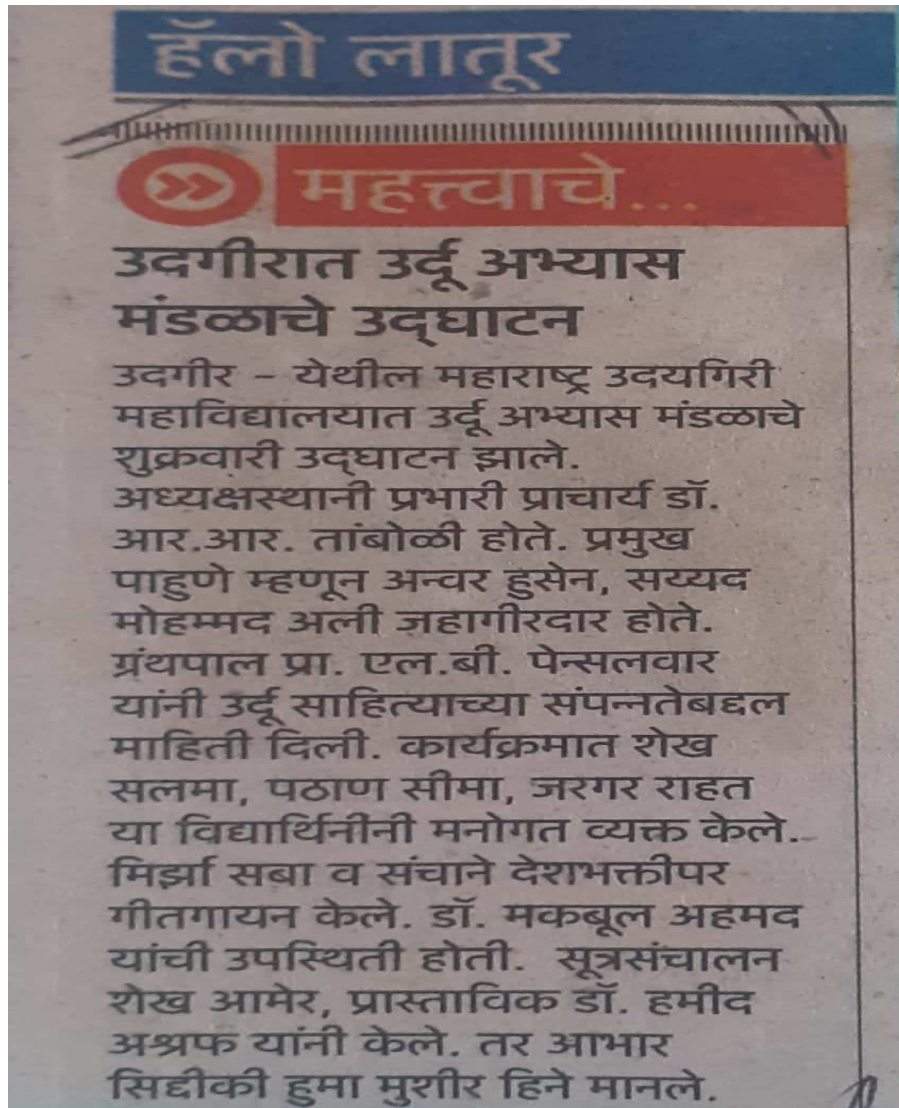 हॅलो लातूर
महत्त्वाचे...
उदगीरात उर्दू अभ्यास
मंडळाचे उद्‌घाटन
उदगीर - येथील महाराष्ट्र उदयगिरी
महाविद्यालयात उर्दू अभ्यास मंडळाचे
शुक्रवारी उद्‌घाटन झाले.
अध्यक्षस्थानी प्रभारी प्राचार्य डॉ.
आर.आर. तांबोळी होते. प्रमुख
पाहुणे म्हणून अन्वर हुसेन, सय्यद
मोहम्मद अली जहागीरदार होते.
ग्रंथपाल प्रा. एल.बी. पेन्सलवार
यांनी उर्दू साहित्याच्या संपन्नतेबद्दल
माहिती दिली. कार्यक्रमात शेख
सलमा, पठाण सीमा, जरगर राहत
या विद्यार्थिनींनी मनोगत व्यक्त केले.
मिर्झा सबा व संचाने देशभक्तीपर
गीतगायन केले. डॉ. मकबूल अहमद
यांची उपस्थिती होती. सूत्रसंचालन
शेख आमेर, प्रास्ताविक डॉ. हमीद
अश्रफ यांनी केले. तर आभार
सिद्दीकी हुमा मुशीर हिने मानले.